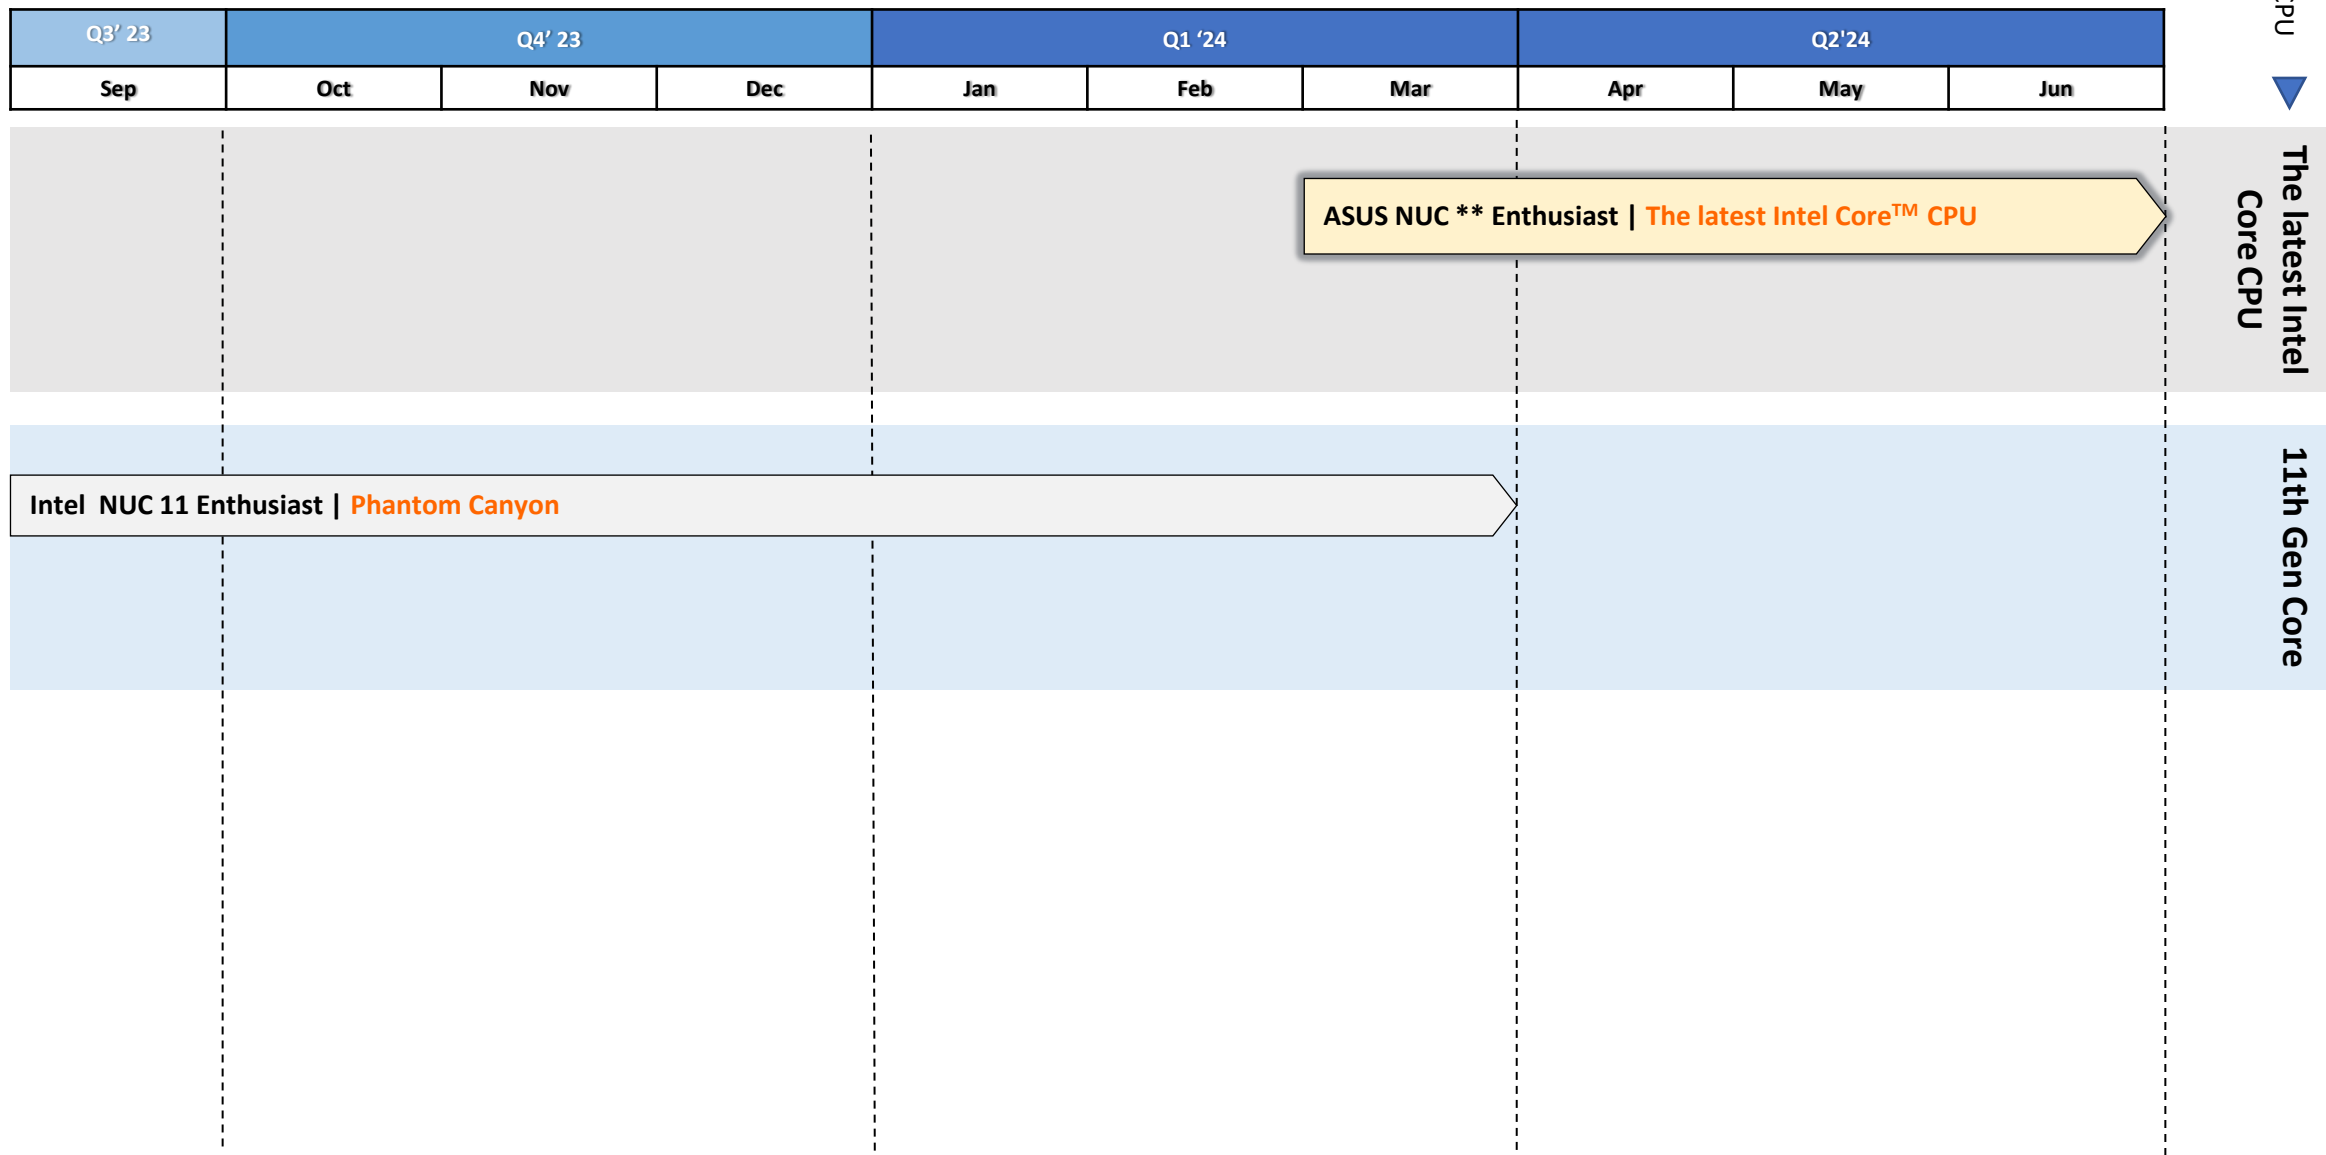 Q3’ 23
Q4’ 23
Q1 ‘24
Q2'24
CPU
Sep
Oct
Nov
Dec
Jan
Feb
Mar
Apr
May
Jun
ASUS NUC ** Enthusiast | The latest Intel Core™ CPU
The latest Intel
Core CPU
Intel  NUC 11 Enthusiast | Phantom Canyon
11th Gen Core